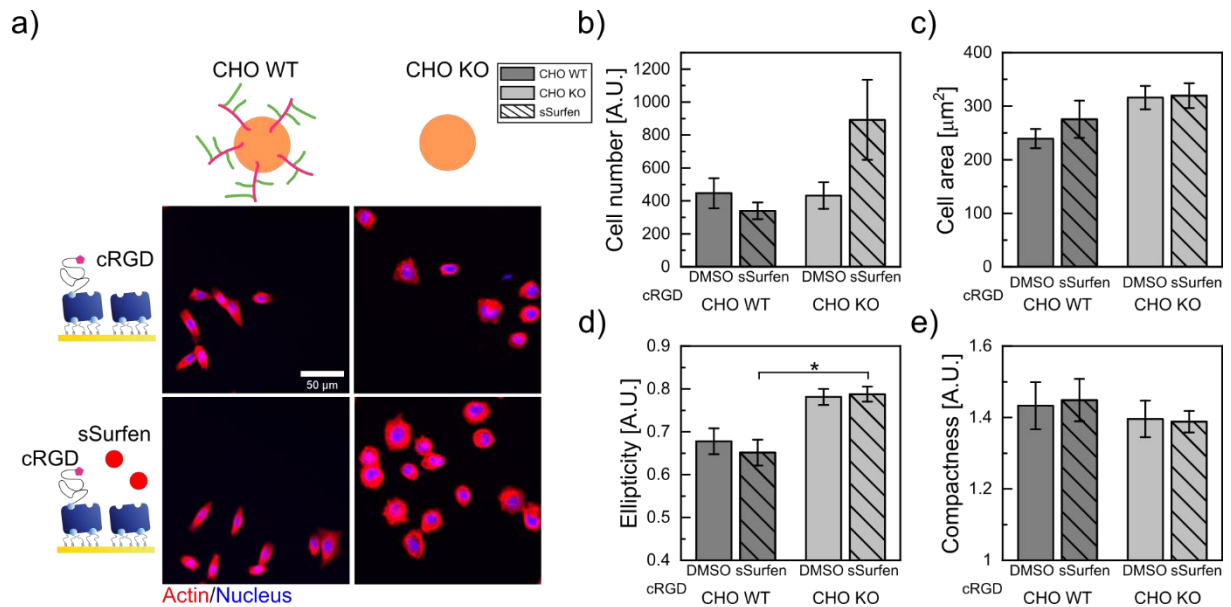 a)
CHO WT
CHO KO
cRGD
50 µm
sSurfen
cRGD
Actin/Nucleus
CHO WT
CHO KO
sSurfen
b)
Cell number [A.U.]
1200
1000
800
600
400
200
0
DMSO sSurfen DMSO sSurfen
cRGD
CHO WT CHO KO
c)
Cell area [µm²]
400
300
200
100
0
DMSO sSurfen DMSO sSurfen
cRGD
CHO WT CHO KO
d)
Ellipticity [A.U.]
0.9
0.8
0.7
0.6
0.5
0.4
*
DMSO sSurfen DMSO sSurfen
cRGD
CHO WT CHO KO
e)
Compactness [A.U.]
1.6
1.4
1.2
1
DMSO sSurfen DMSO sSurfen
cRGD
CHO WT CHO KO